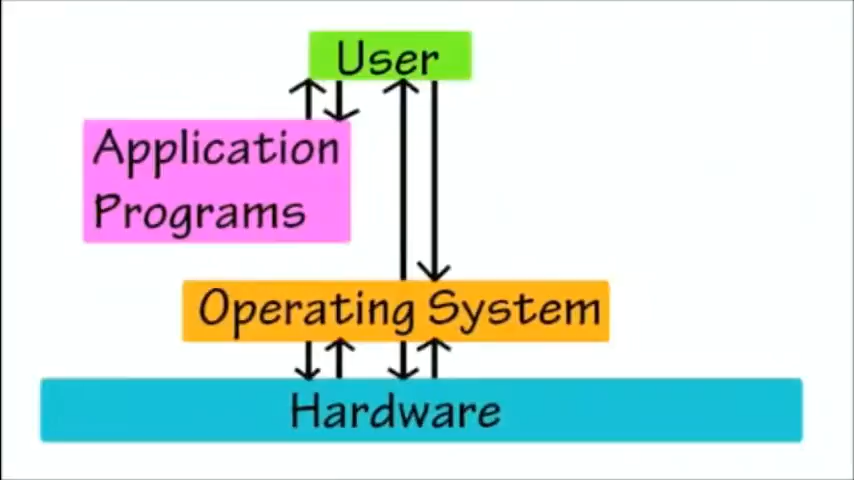 User
Application
Programs
Operating System
Hardware